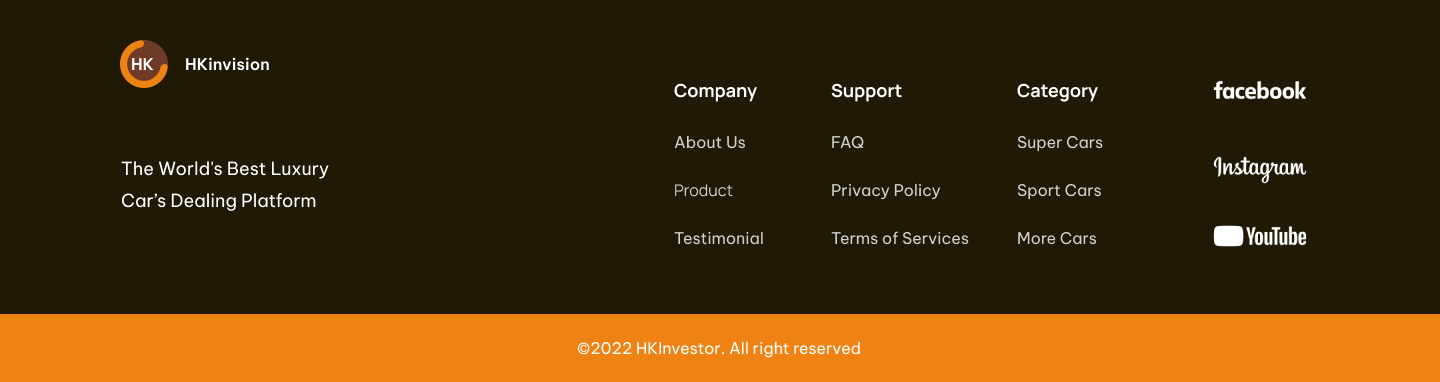 HK
HKinvision
The World's Best Luxury
Car’s Dealing Platform
Company
About Us
Product
Testimonial
Support
FAQ
Privacy Policy
Terms of Services
Category
Super Cars
Sport Cars
More Cars
facebook
Instagram
YouTube
©2022 HKInvestor. All right reserved